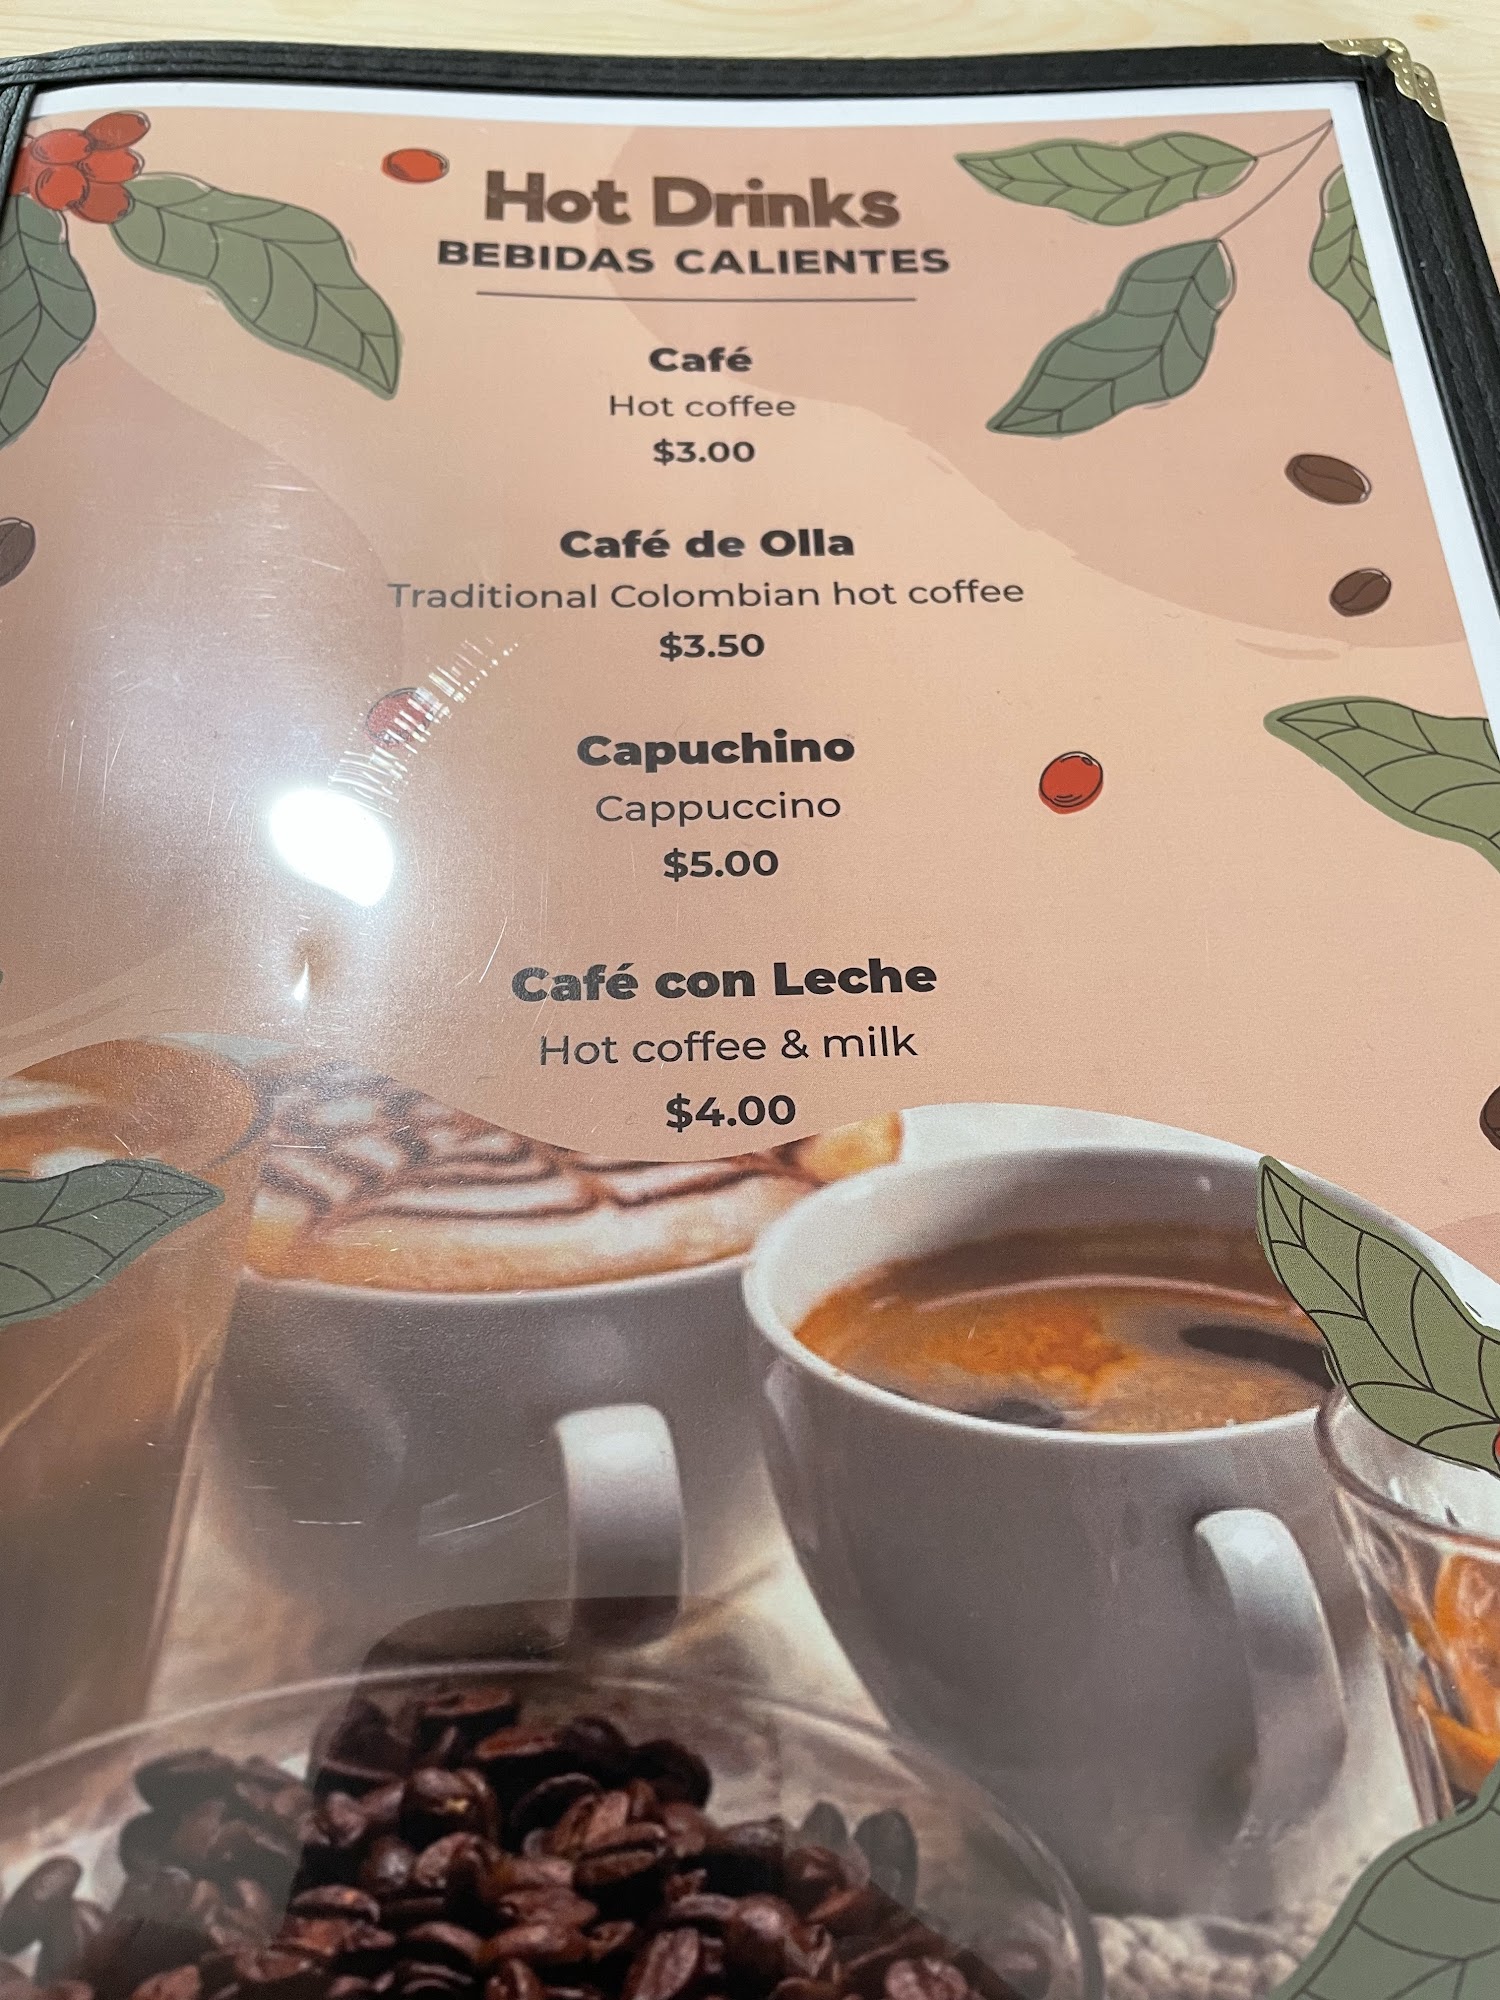 Hot Drinks
BEBIDAS CALIENTES
Café
Hot coffee
$3.00
Café de Olla
Traditional Colombian hot coffee
$3.50
Capuchino
Cappuccino
$5.00
Café con Leche
Hot coffee & milk
$4.00